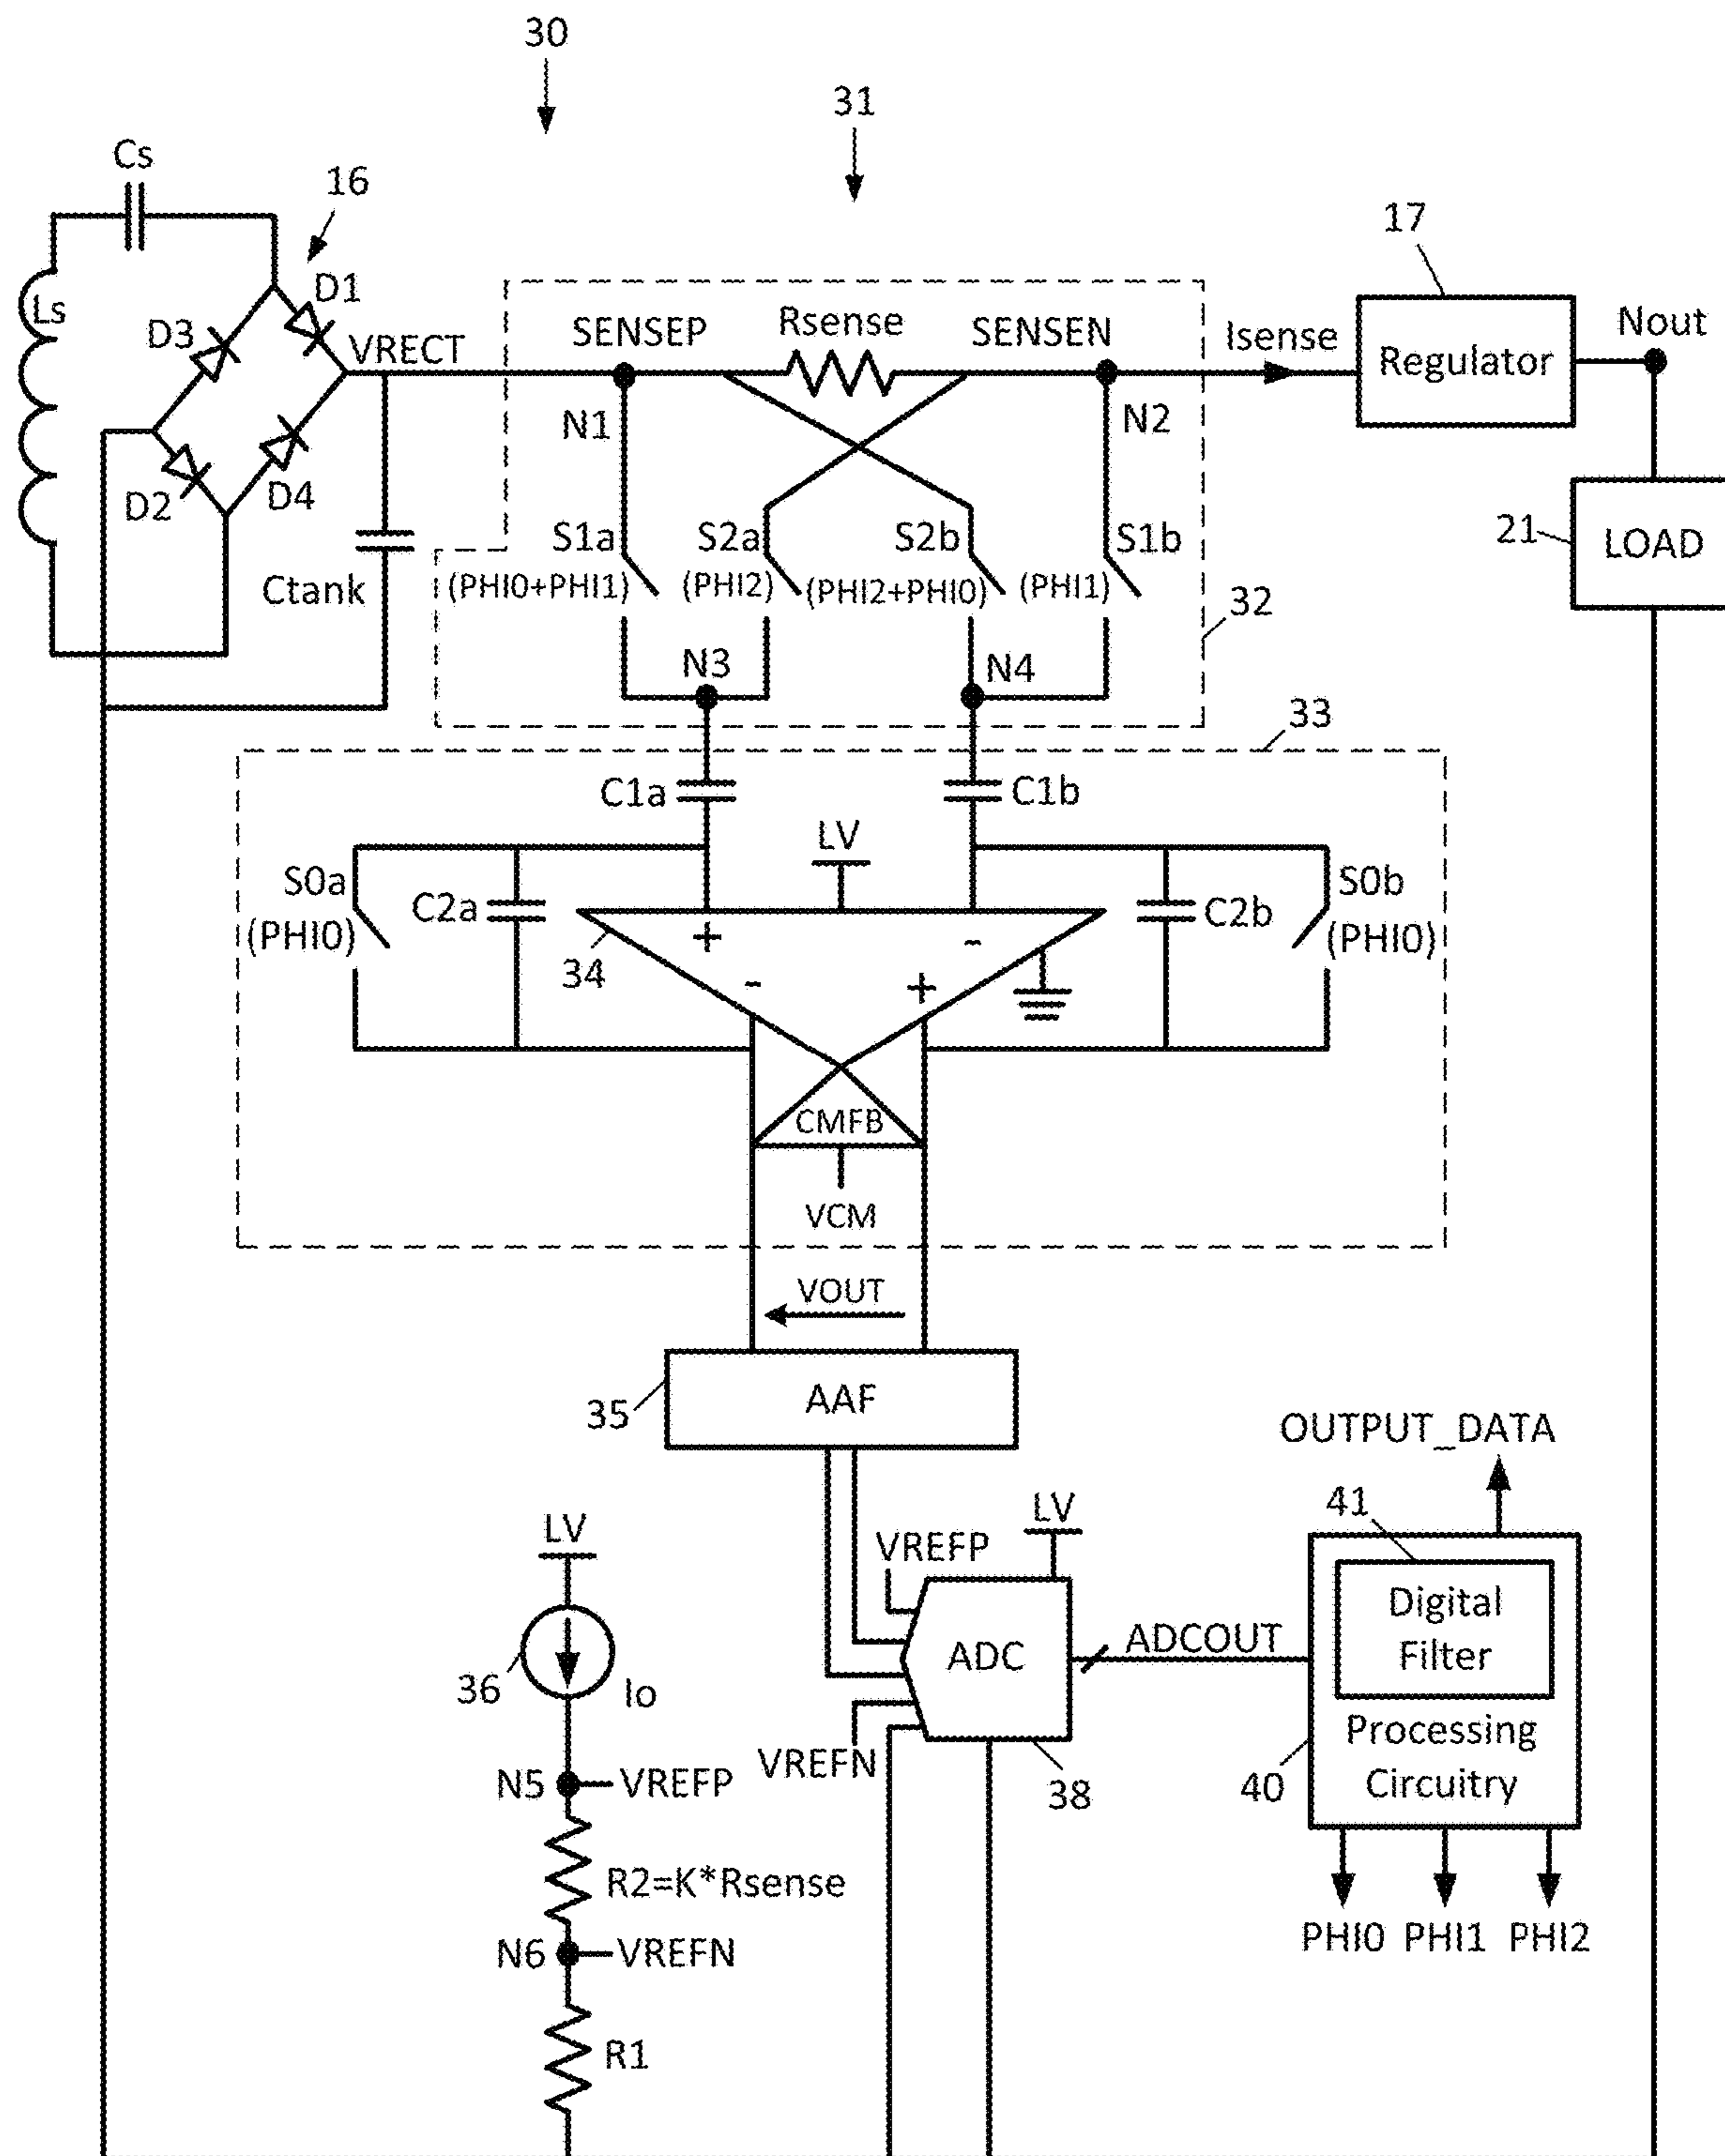 30
31
Cs
16
17
Ls
D1
D3
VRECT
SENSEP
Rsense
SENSEN
Isense
Regulator
Nout
N1
N2
D2
D4
Ctank
S1a
(PHI0+PHI1)
S2a
(PHI2)
S2b
(PHI2+PHI0)
S1b
(PHI1)
21
LOAD
32
N3
N4
33
C1a
C1b
LV
S0a
(PHI0)
C2a
C2b
S0b
(PHI0)
+
-
34
-
+
CMFB
VCM
VOUT
35
AAF
OUTPUT_DATA
LV
LV
VREFP
41
Digital
Filter
ADC
ADCOUT
36
Io
VREFN
38
40
Processing
Circuitry
N5
VREFP
R2=K*Rsense
PHI0 PHI1 PHI2
N6
VREFN
R1